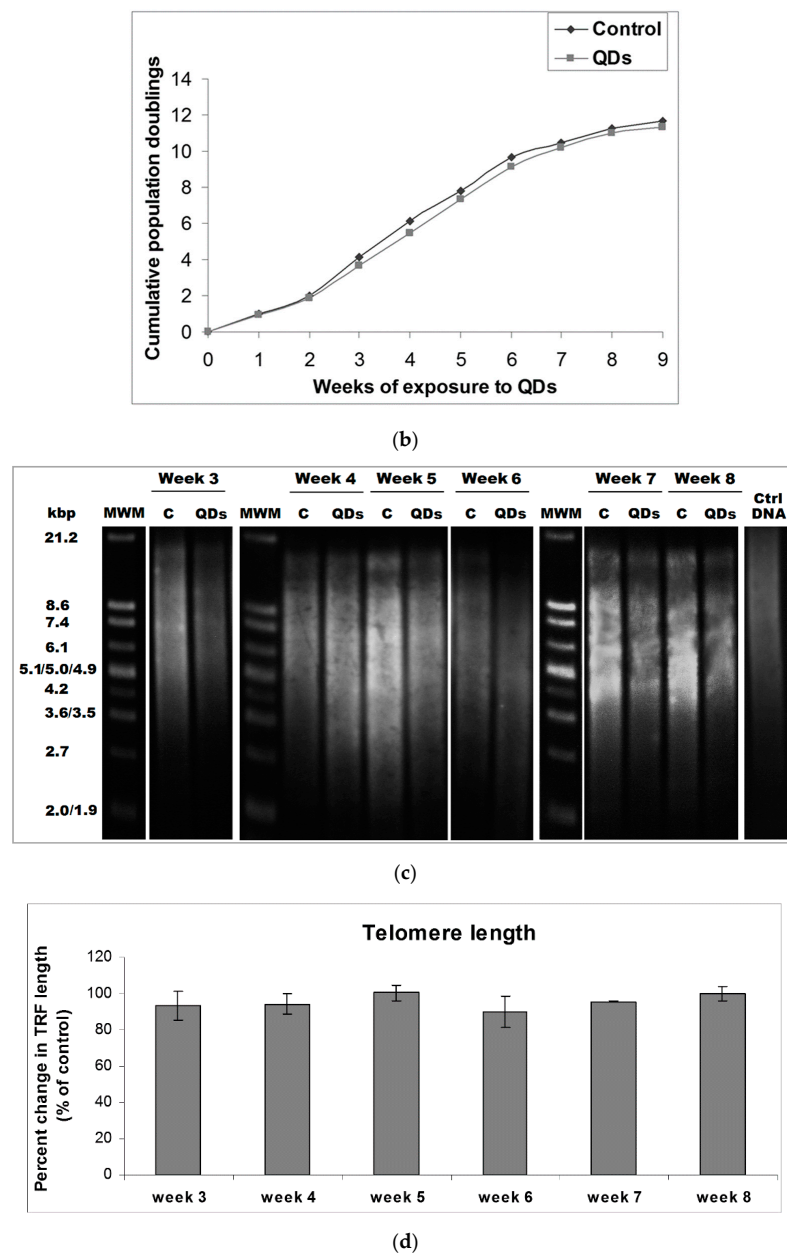 Control
QDs
Cumulative population doublings
14
12
10
8
6
4
2
0
0 1 2 3 4 5 6 7 8 9
Weeks of exposure to QDs
(b)
Week 3 Week 4 Week 5 Week 6 Week 7 Week 8 Ctrl
kbp MWM C QDs MWM C QDs C QDs C QDs MWM C QDs C QDs DNA
21.2
8.6
7.4
6.1
5.1/5.0/4.9
4.2
3.6/3.5
2.7
2.0/1.9
(c)
Telomere length
Percent change in TRF length
(% of control)
120
100
80
60
40
20
0
week 3 week 4 week 5 week 6 week 7 week 8
(d)